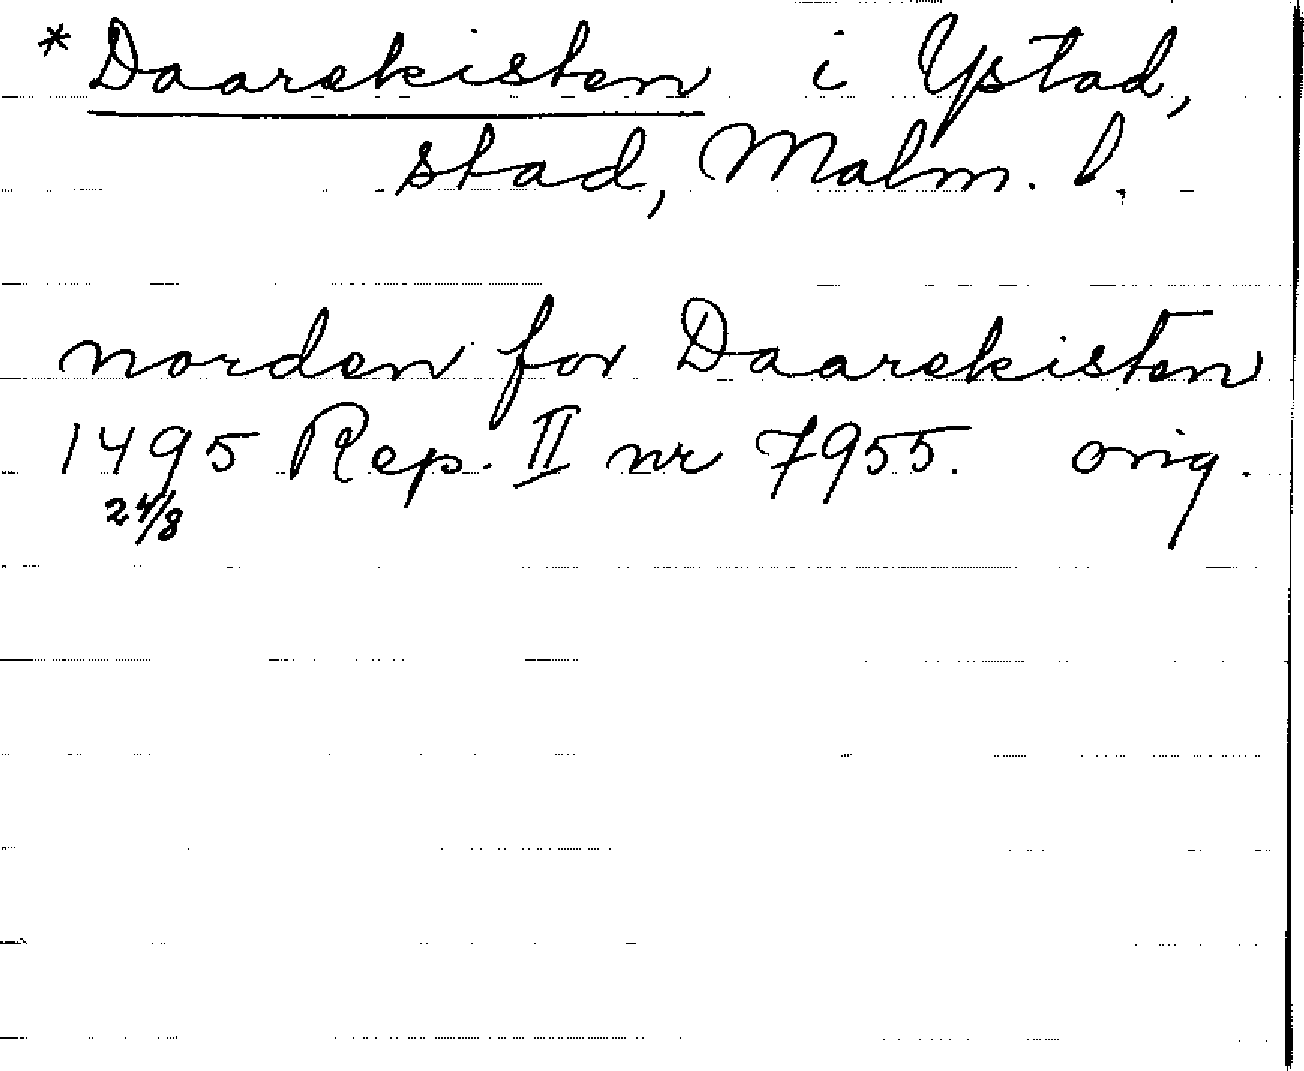 *Daarekisten i Ystad,
stad, Malm. l.
norden for Daarekisten
1495 Rep. II nr 7955. orig.
24/8